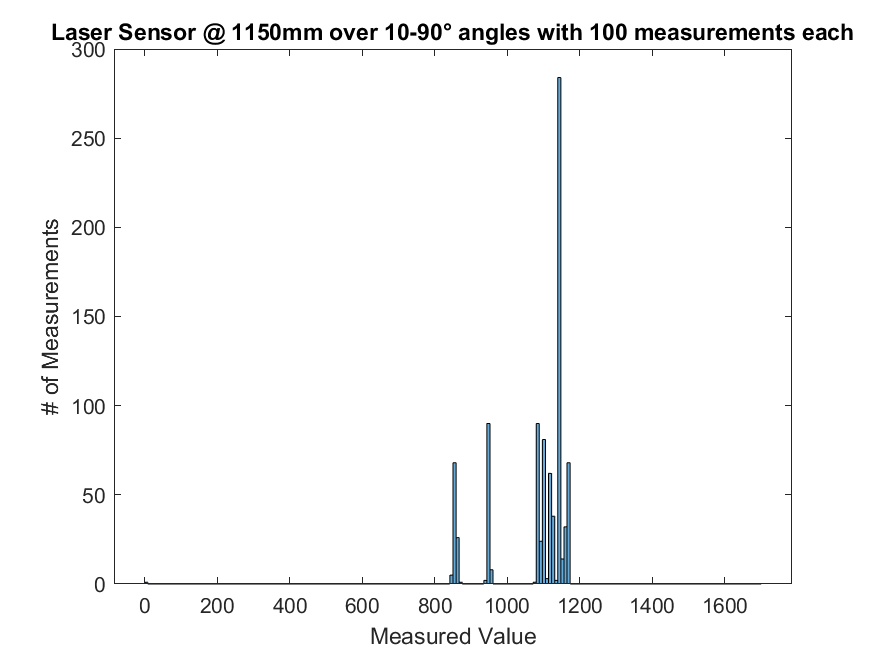 Laser Sensor @ 1150mm over 10-90° angles with 100 measurements each
300
250
200
150
100
50
0
# of Measurements
0 200 400 600 800 1000 1200 1400 1600
Measured Value